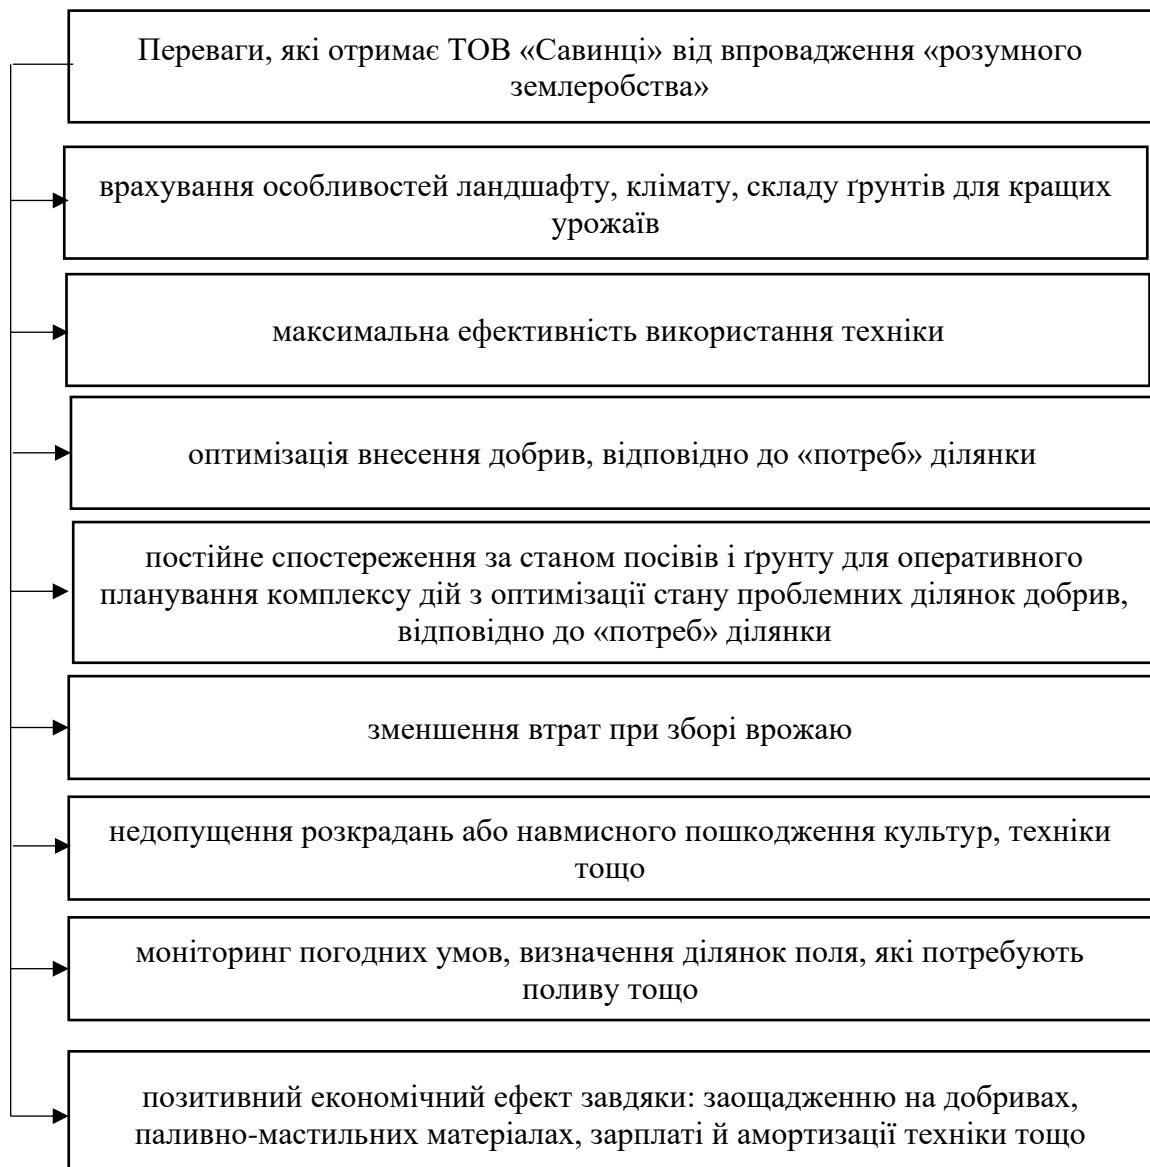 Переваги, які отримає ТОВ «Савинці» від впровадження «розумного
землеробства»
врахування особливостей ландшафту, клімату, складу ґрунтів для кращих
урожаїв
максимальна ефективність використання техніки
оптимізація внесення добрив, відповідно до «потреб» ділянки
постійне спостереження за станом посівів і ґрунту для оперативного
планування комплексу дій з оптимізації стану проблемних ділянок добрив,
відповідно до «потреб» ділянки
зменшення втрат при зборі врожаю
недопущення розкрадань або навмисного пошкодження культур, техніки
тощо
моніторинг погодних умов, визначення ділянок поля, які потребують
поливу тощо
позитивний економічний ефект завдяки: заощадженню на добривах,
паливно-мастильних матеріалах, зарплаті й амортизації техніки тощо